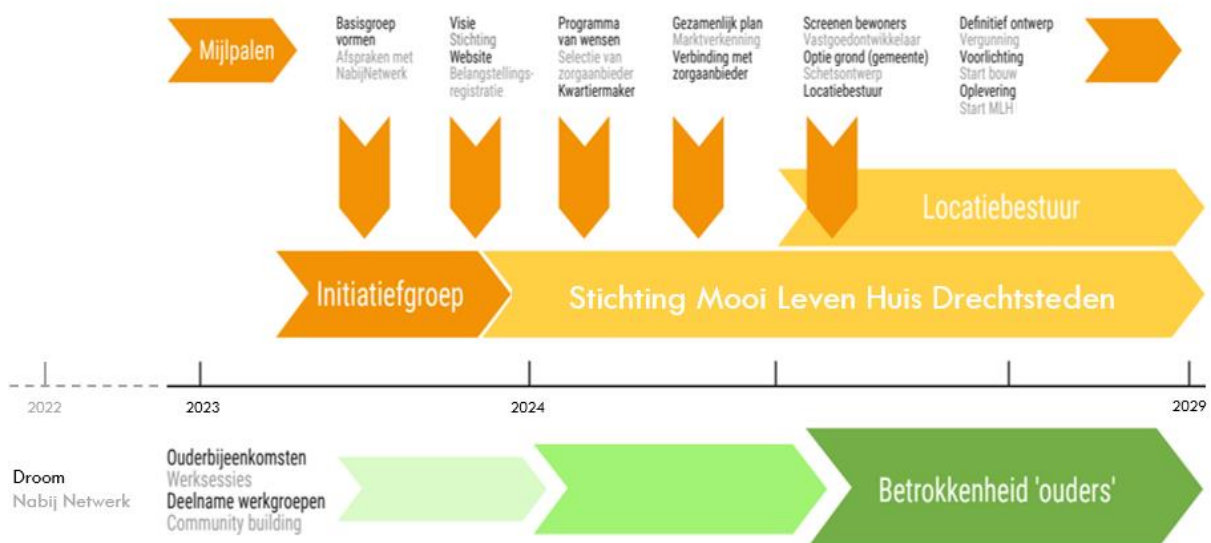 Mijlpalen
Basisgroep
vormen
Afspraken met
NabijNetwerk
Visie
Stichting
Website
Belangstellings-
registratie
Programma
van wensen
Selectie van
zorgaanbieder
Kwartiermaker
Gezamenlijk plan
Marktverkenning
Verbinding met
zorgaanbieder
Screenen bewoners
Vastgoedontwikkelaar
Optie grond (gemeente)
Schetsontwerp
Locatiebestuur
Definitief ontwerp
Vergunning
Voorlichting
Start bouw
Oplevering
Start MLH
Locatiebestuur
Initiatiefgroep
Stichting Mooi Leven Huis Drechtsteden
2022
2023
2024
2029
Droom
Nabij Netwerk
Ouderbijeenkomsten
Werksessies
Deelname werkgroepen
Community building
Betrokkenheid 'ouders'